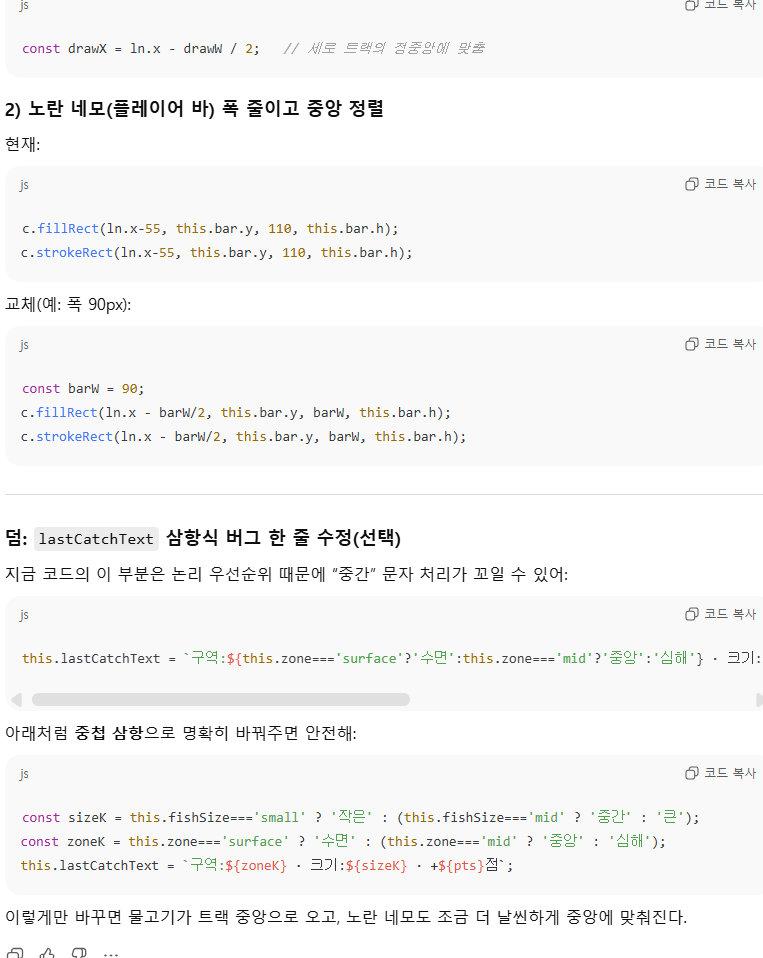 js
코드 복사
const drawX = ln.x - drawW / 2;   // 세로 트랙의 정중앙에 맞춤
2) 노란 네모(플레이어 바) 폭 줄이고 중앙 정렬
현재:
js
코드 복사
c.fillRect(ln.x-55, this.bar.y, 110, this.bar.h);
c.strokeRect(ln.x-55, this.bar.y, 110, this.bar.h);
교체(예: 폭 90px):
js
코드 복사
const barW = 90;
c.fillRect(ln.x - barW/2, this.bar.y, barW, this.bar.h);
c.strokeRect(ln.x - barW/2, this.bar.y, barW, this.bar.h);
덤: lastCatchText 삼항식 버그 한 줄 수정(선택)
지금 코드의 이 부분은 논리 우선순위 때문에 “중간” 문자 처리가 꼬일 수 있어:
js
코드 복사
this.lastCatchText = `구역:${this.zone==='surface'?'수면':this.zone==='mid'?'중앙':'심해'} · 크기:
아래처럼 중첩 삼항으로 명확히 바꿔주면 안전해:
js
코드 복사
const sizeK = this.fishSize==='small' ? '작은' : (this.fishSize==='mid' ? '중간' : '큰');
const zoneK = this.zone==='surface' ? '수면' : (this.zone==='mid' ? '중앙' : '심해');
this.lastCatchText = `구역:${zoneK} · 크기:${sizeK} · +${pts}점`;
이렇게만 바꾸면 물고기가 트랙 중앙으로 오고, 노란 네모도 조금 더 날씬하게 중앙에 맞춰진다.